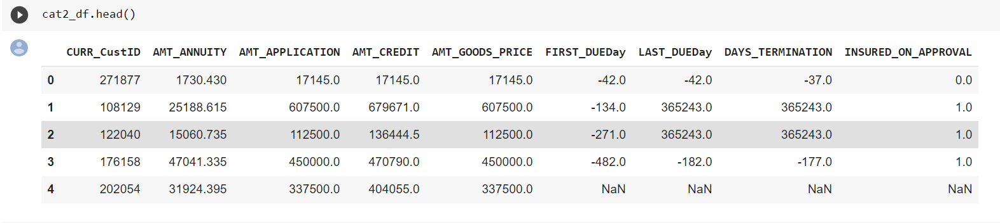 cat2_df.head()
CURR_CustID AMT_ANNUITY AMT_APPLICATION AMT_CREDIT AMT_GOODS_PRICE FIRST_DUEDay LAST_DUEDay DAYS_TERMINATION INSURED_ON_APPROVAL
0 271877 1730.430 17145.0 17145.0 17145.0 -42.0 -42.0 -37.0 0.0
1 108129 25188.615 607500.0 679671.0 607500.0 -134.0 365243.0 365243.0 1.0
2 122040 15060.735 112500.0 136444.5 112500.0 -271.0 365243.0 365243.0 1.0
3 176158 47041.335 450000.0 470790.0 450000.0 -482.0 -182.0 -177.0 1.0
4 202054 31924.395 337500.0 404055.0 337500.0 NaN NaN NaN NaN